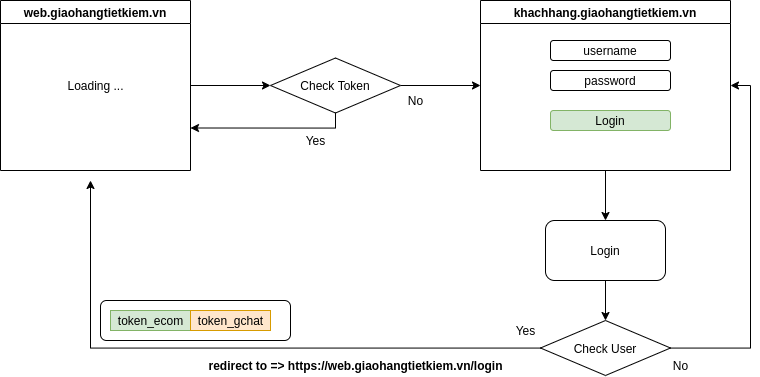 web.giaohangtietkiem.vn
khachhang.giaohangtietkiem.vn
username
Loading ...
Check Token
password
No
Login
Yes
Login
token_ecom
token_gchat
Yes
Check User
redirect to => https://web.giaohangtietkiem.vn/login
No